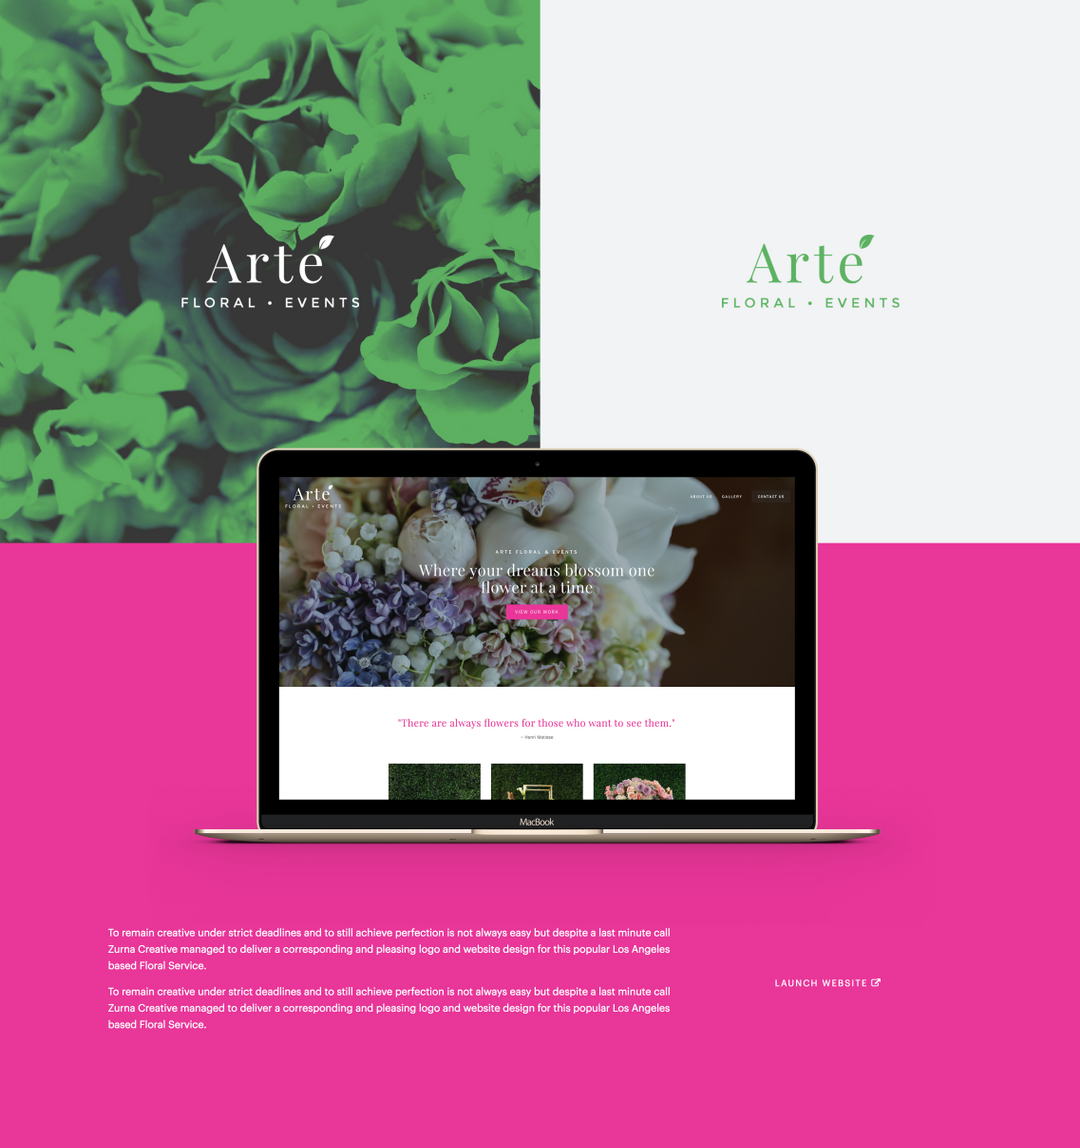 Arté
FLORAL • EVENTS
Arté
FLORAL • EVENTS
Arté
FLORAL • EVENTS
ABOUT US
GALLERY
CONTACT US
ARTE FLORAL & EVENTS
Where your dreams blossom one
flower at a time
VIEW OUR WORK
"There are always flowers for those who want to see them."
– Henri Matisse
MacBook
To remain creative under strict deadlines and to still achieve perfection is not always easy but despite a last minute call
Zurna Creative managed to deliver a corresponding and pleasing logo and website design for this popular Los Angeles
based Floral Service.
To remain creative under strict deadlines and to still achieve perfection is not always easy but despite a last minute call
Zurna Creative managed to deliver a corresponding and pleasing logo and website design for this popular Los Angeles
based Floral Service.
LAUNCH WEBSITE